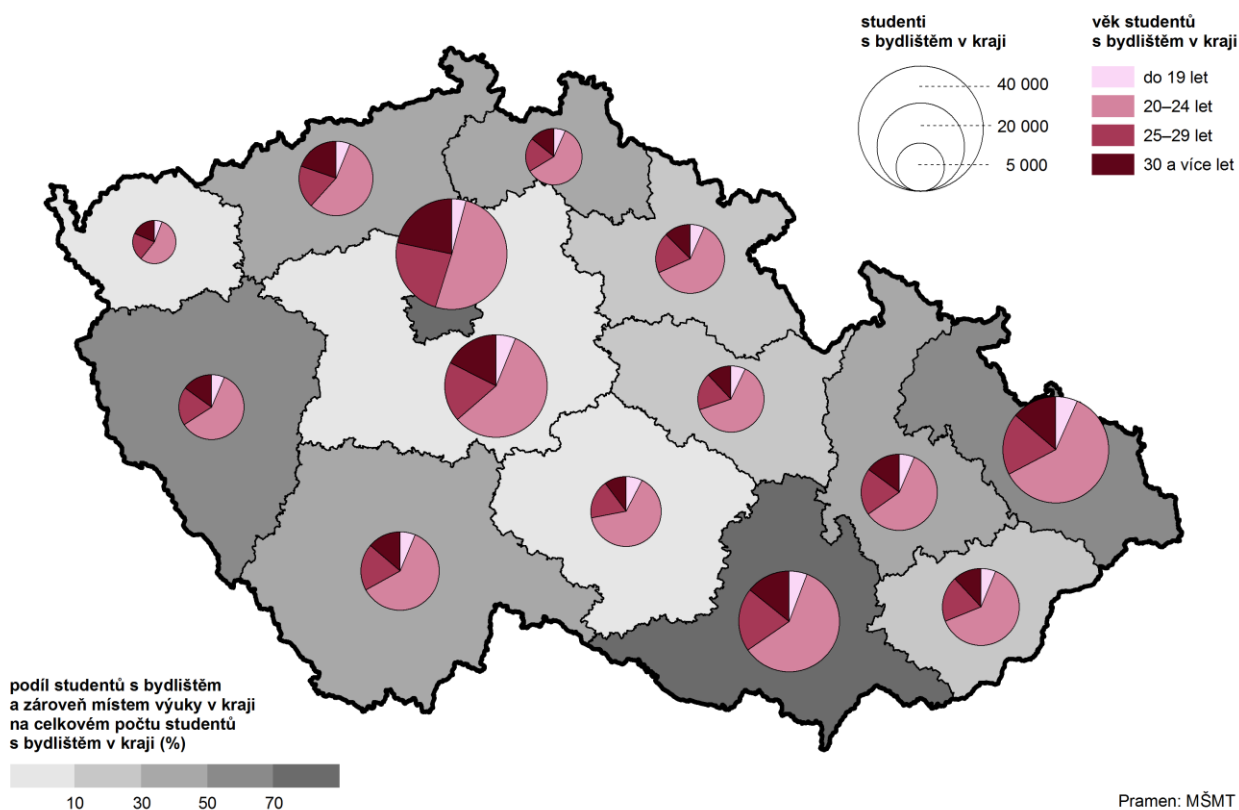 studenti
s bydlištěm v kraji
40 000
20 000
5 000
věk studentů
s bydlištěm v kraji
do 19 let
20–24 let
25–29 let
30 a více let
podíl studentů s bydlištěm
a zároveň místem výuky v kraji
na celkovém počtu studentů
s bydlištěm v kraji (%)
10 30 50 70
Pramen: MŠMT